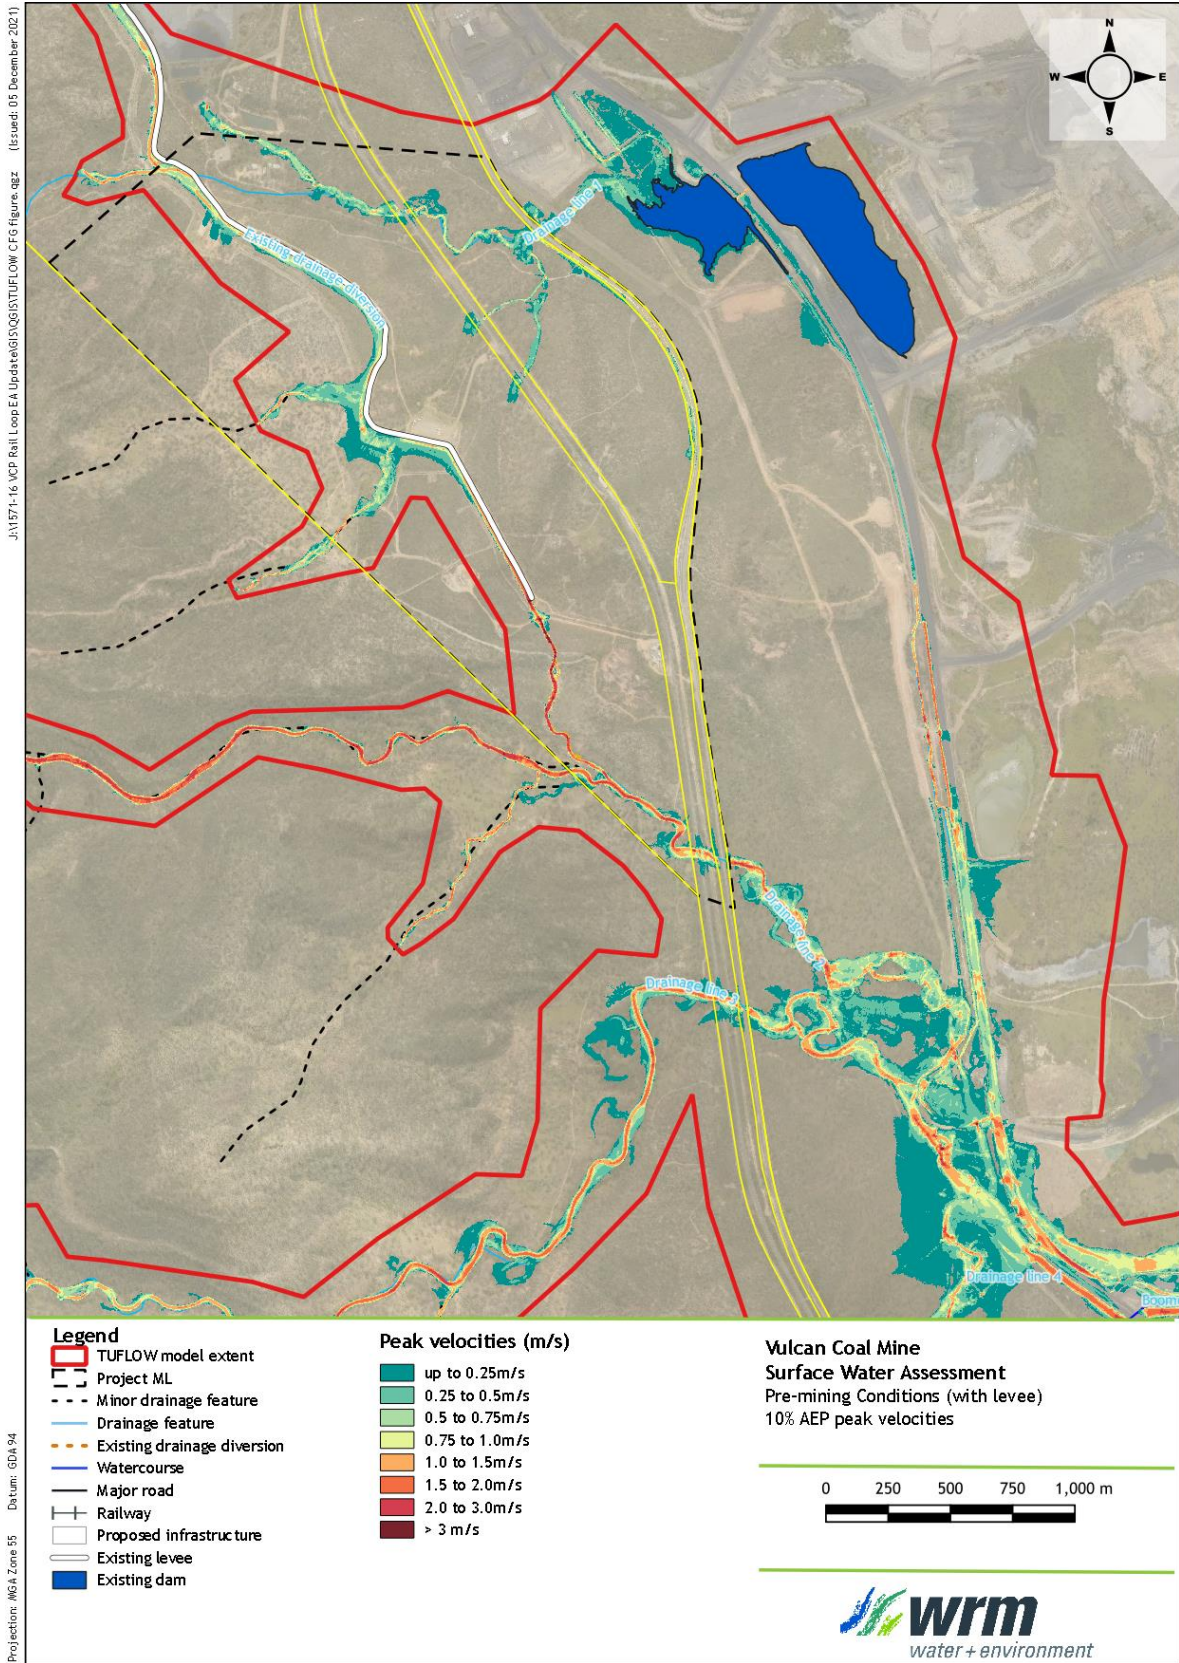 J:\1571-16 VCP Rail Loop EA Update\GIS\QGIS\TUFLOW CFG figure.qgz (Issued: 05 December 2021)
N
W E
S
Drainage line 1
Existing drainage diversion
Drainage line 2
Drainage line 3
Drainage line 4
Boome
Legend
TUFLOW model extent
Project ML
Minor drainage feature
Drainage feature
Existing drainage diversion
Watercourse
Major road
Railway
Proposed infrastructure
Existing levee
Existing dam
Peak velocities (m/s)
up to 0.25m/s
0.25 to 0.5m/s
0.5 to 0.75m/s
0.75 to 1.0m/s
1.0 to 1.5m/s
1.5 to 2.0m/s
2.0 to 3.0m/s
> 3 m/s
Vulcan Coal Mine
Surface Water Assessment
Pre-mining Conditions (with levee)
10% AEP peak velocities
0 250 500 750 1,000 m
wrm
water + environment
Projection: MGA Zone 55 Datum: GDA 94